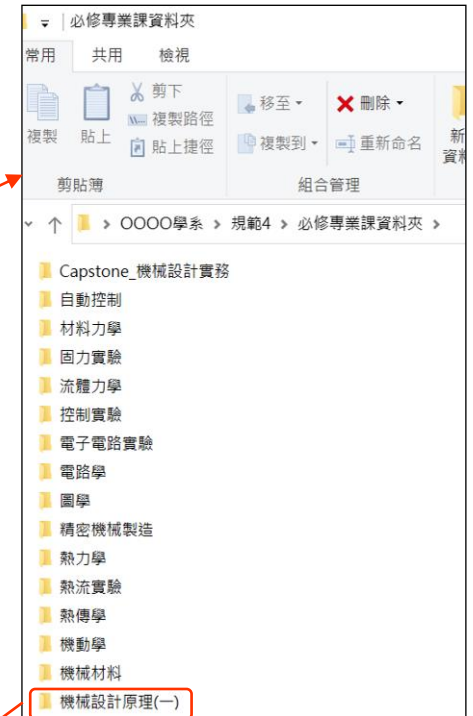 必修專業課資料夾
常用 共用 檢視
複製
貼上
剪下
複製路徑
貼上捷徑
剪貼簿
移至
複製到
刪除
重新命名
組合管理
新
OOOO學系 > 規範4 > 必修專業課資料夾 >
Capstone_機械設計實務
自動控制
材料力學
固力實驗
流體力學
控制實驗
電子電路實驗
電路學
圖學
精密機械製造
熱力學
熱流實驗
熱傳學
機動學
機械材料
機械設計原理(一)